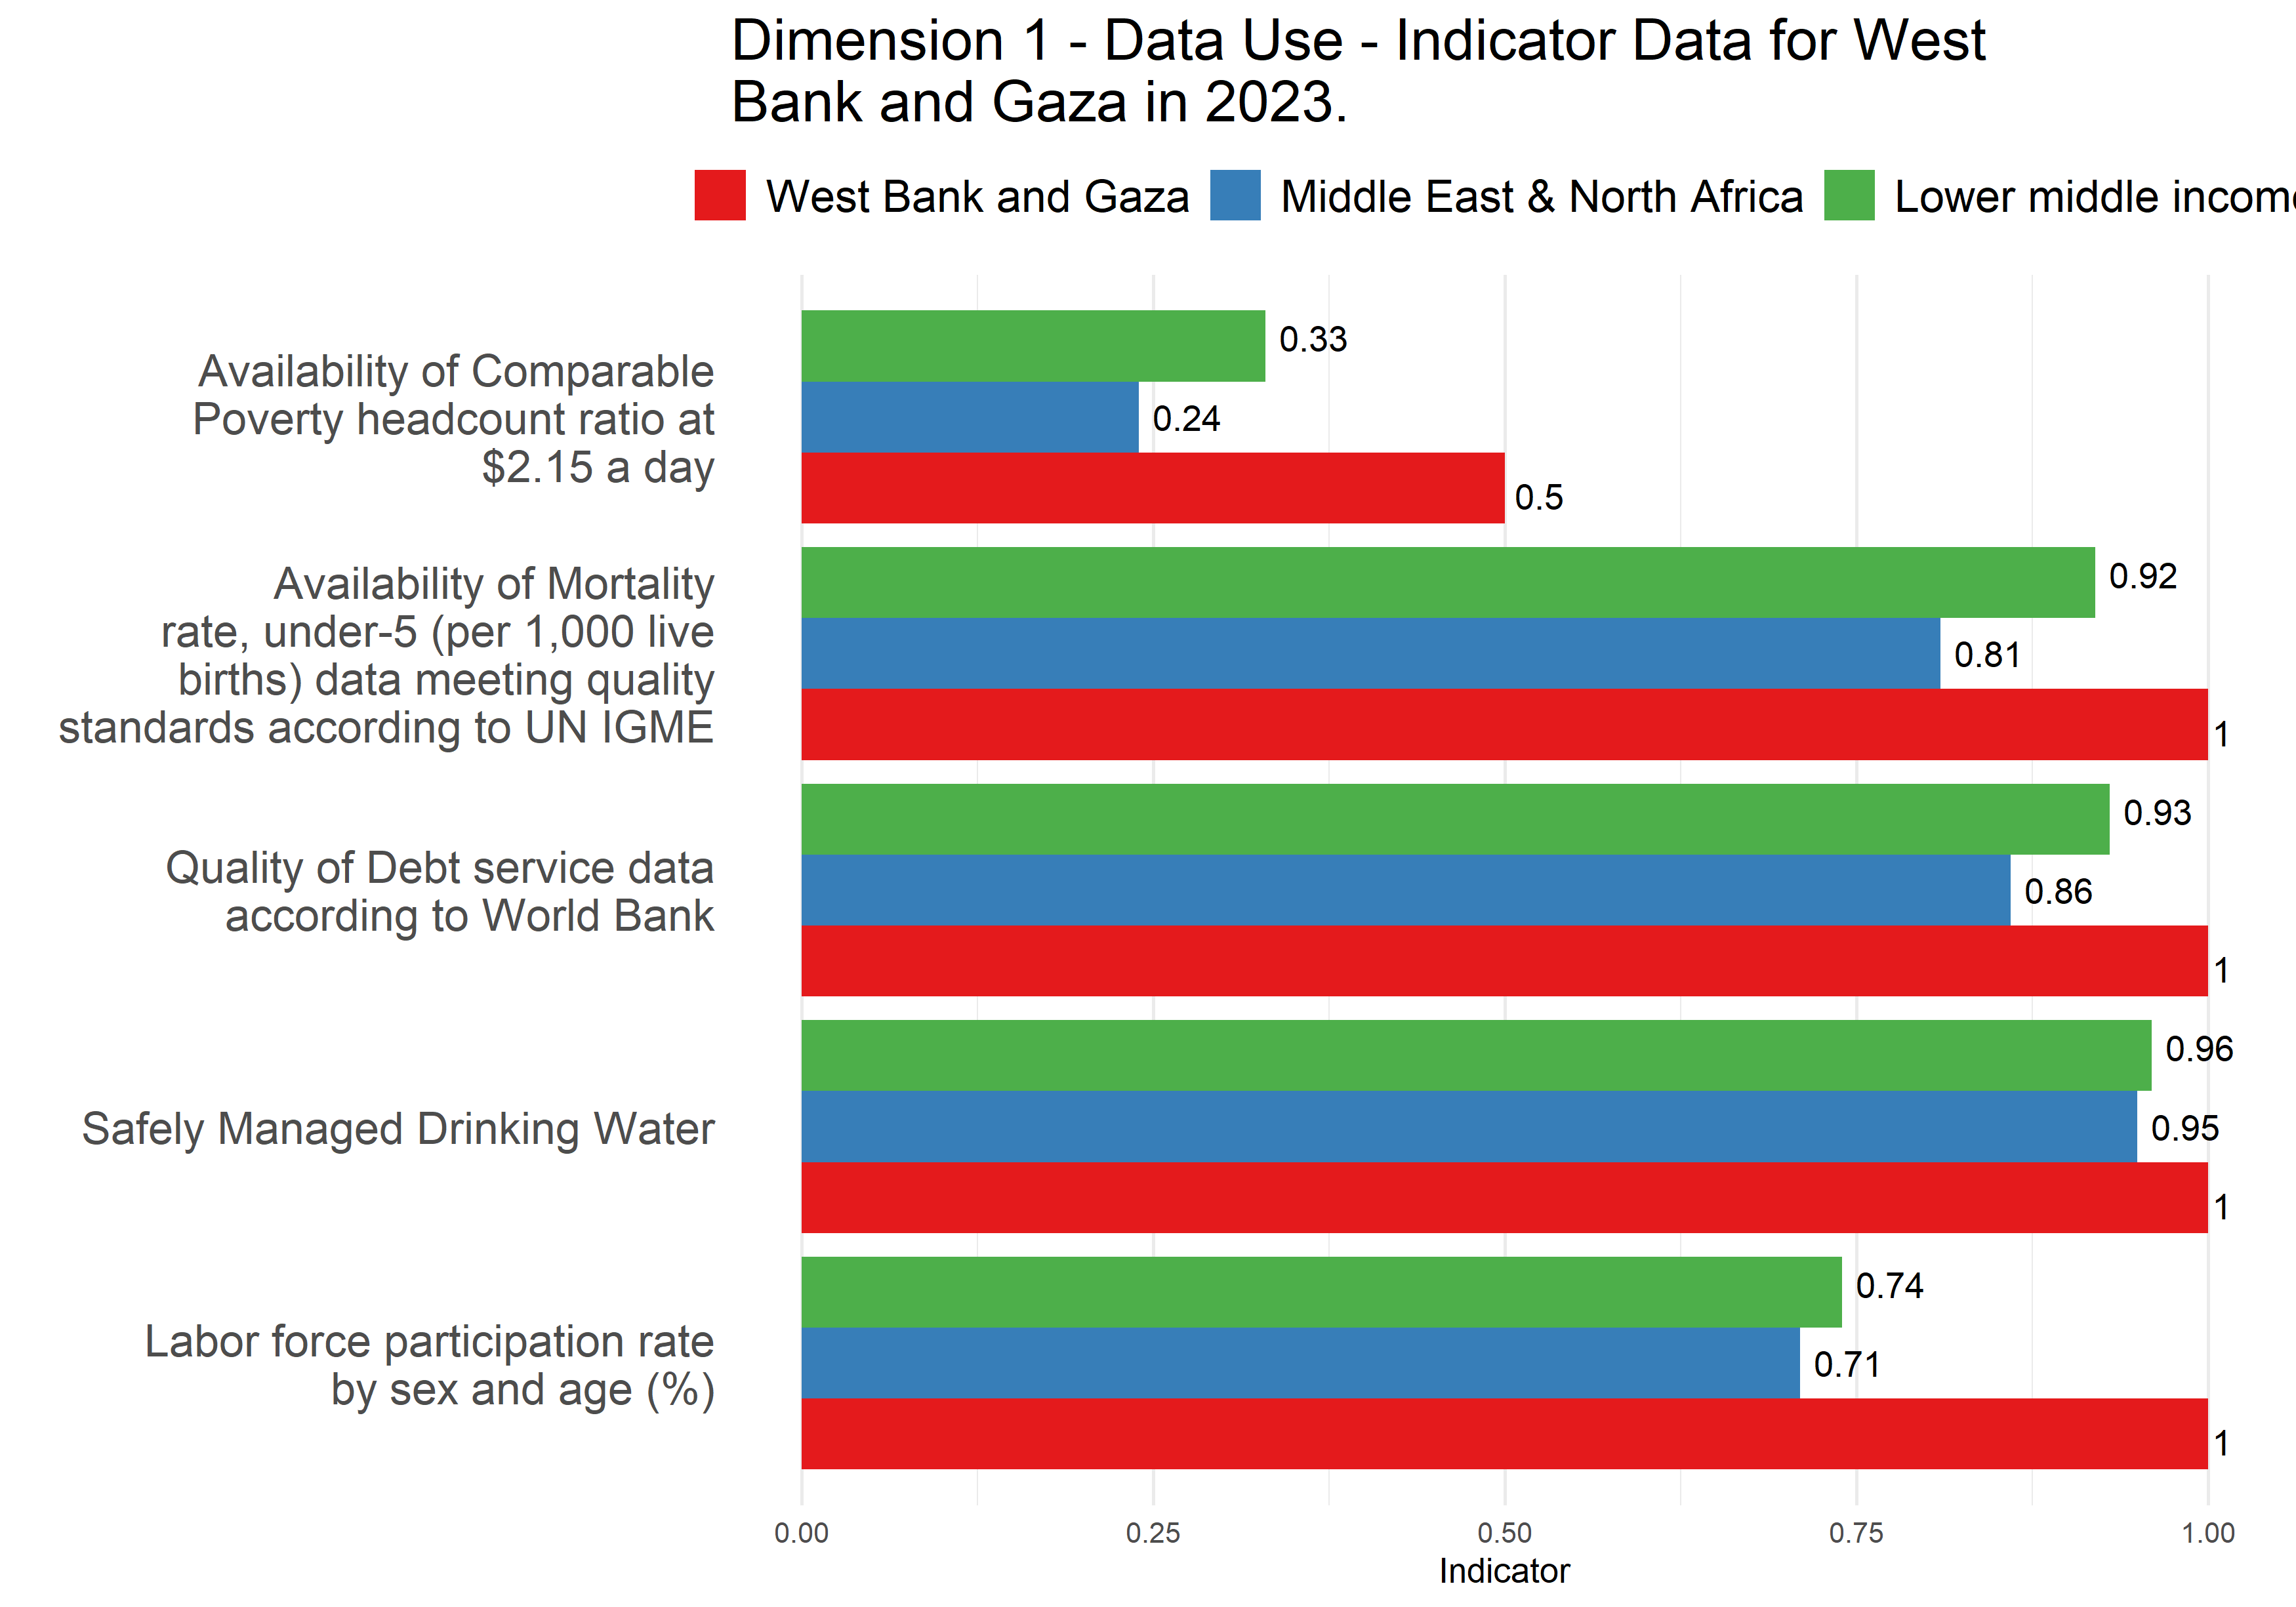 Dimension 1 - Data Use - Indicator Data for West
Bank and Gaza in 2023.
West Bank and Gaza Middle East & North Africa Lower middle income
Availability of Comparable
Poverty headcount ratio at
$2.15 a day
0.33
0.24
0.5
Availability of Mortality
rate, under-5 (per 1,000 live
births) data meeting quality
standards according to UN IGME
0.92
0.81
1
Quality of Debt service data
according to World Bank
0.93
0.86
1
Safely Managed Drinking Water
0.96
0.95
1
Labor force participation rate
by sex and age (%)
0.74
0.71
1
0.00 0.25 0.50 0.75 1.00
Indicator